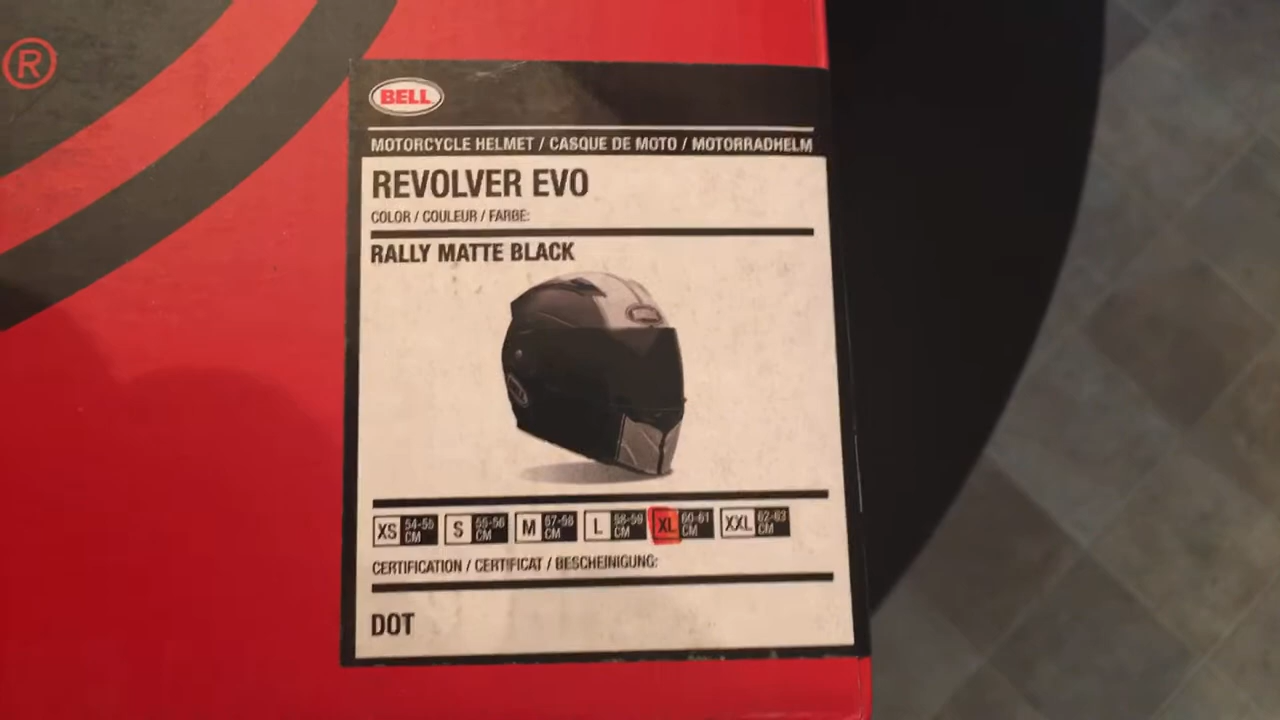 ®
BELL
MOTORCYCLE HELMET / CASQUE DE MOTO / MOTORRADHELM
REVOLVER EVO
COLOR / COULEUR / FARBE:
RALLY MATTE BLACK
XS 54-55 CM S 55-56 CM M 57-58 CM L 58-59 CM XL 60-61 CM XXL 62-63 CM
CERTIFICATION / CERTIFICAT / BESCHEINIGUNG:
DOT